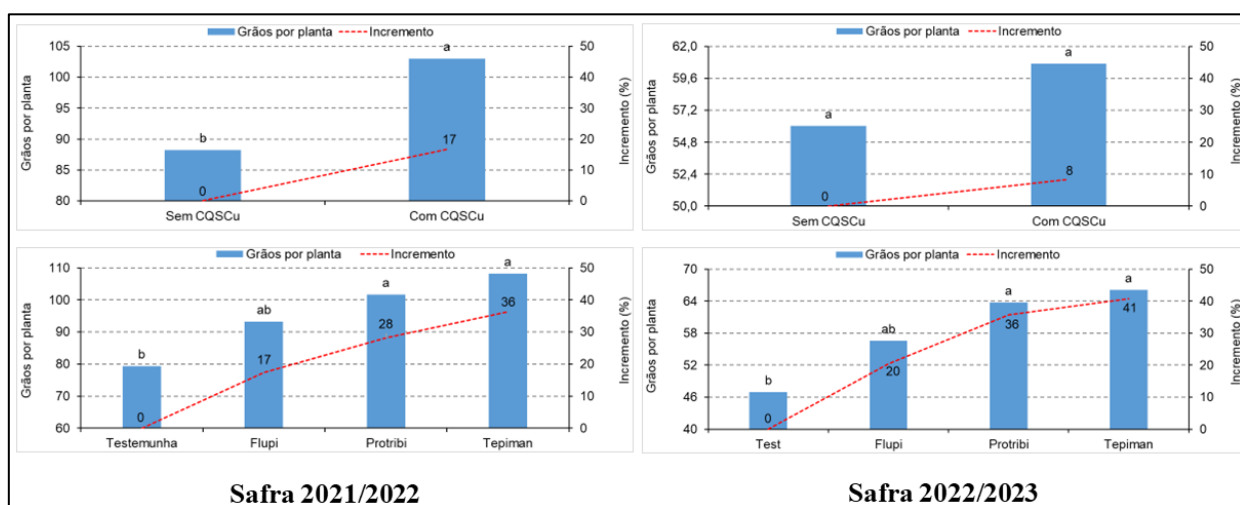 Grãos por planta Incremento
105
100
95
90
85
80
Grãos por planta
50
40
30
20
10
0
Incremento (%)
b
a
0
17
Sem CQSCu Com CQSCu
Grãos por planta Incremento
62,0
59,6
57,2
54,8
52,4
50,0
Grãos por planta
50
40
30
20
10
0
Incremento (%)
a
a
0
8
Sem CQSCu Com CQSCu
Grãos por planta Incremento
110
100
90
80
70
60
Grãos por planta
50
40
30
20
10
0
Incremento (%)
b
ab
a
a
0
17
28
36
Testemunha Flupi Protribi Tepiman
Grãos por planta Incremento
70
64
58
52
46
40
Grãos por planta
50
40
30
20
10
0
Incremento (%)
b
ab
a
a
0
20
36
41
Test Flupi Protribi Tepiman
Safra 2021/2022
Safra 2022/2023